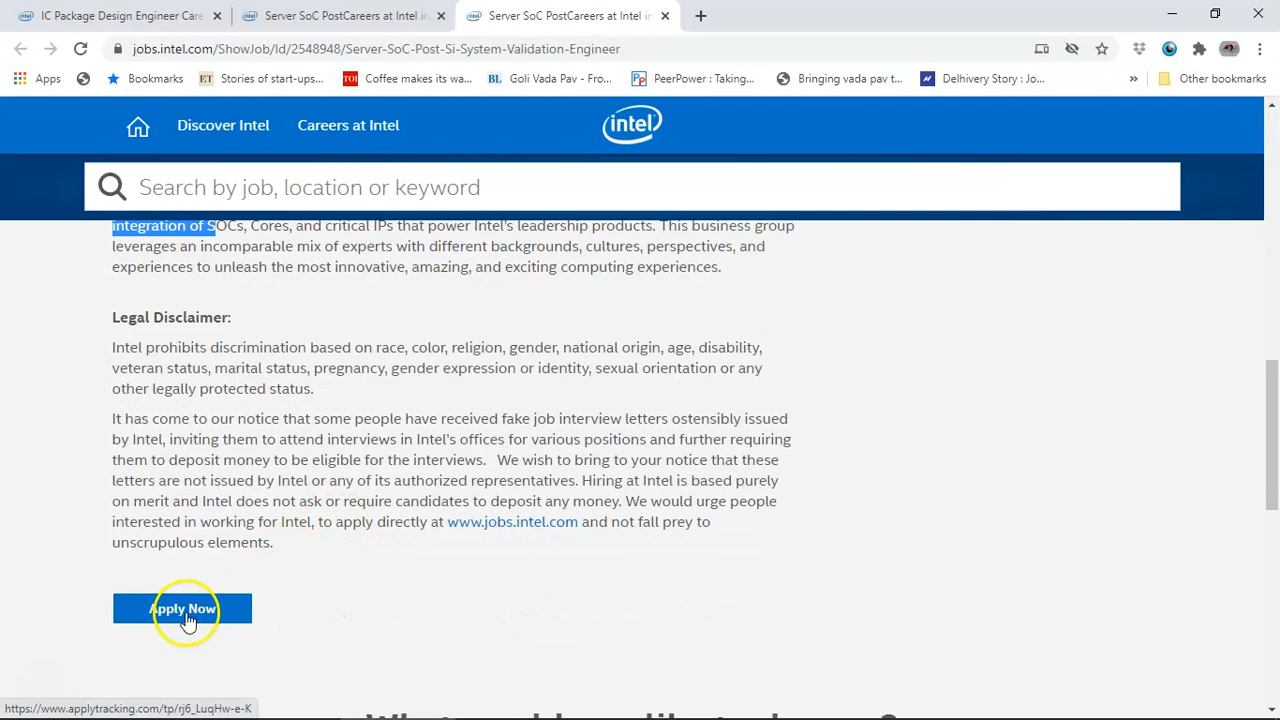 IC Package Design Engineer Care
Server SoC PostCareers at Intel in
Server SoC PostCareers at Intel in
jobs.intel.com/ShowJob/Id/2548948/Server-SoC-Post-Si-System-Validation-Engineer
Apps
Bookmarks
ET Stories of start-ups...
TOI Coffee makes its wa...
BL Goli Vada Pav - Fro...
PeerPower : Taking...
Bringing vada pav t...
Delhivery Story : Jo...
»
Other bookmarks
Discover Intel
Careers at Intel
intel
Search by job, location or keyword
integration of SOCs, Cores, and critical IPs that power Intel's leadership products. This business group
leverages an incomparable mix of experts with different backgrounds, cultures, perspectives, and
experiences to unleash the most innovative, amazing, and exciting computing experiences.
Legal Disclaimer:
Intel prohibits discrimination based on race, color, religion, gender, national origin, age, disability,
veteran status, marital status, pregnancy, gender expression or identity, sexual orientation or any
other legally protected status.
It has come to our notice that some people have received fake job interview letters ostensibly issued
by Intel, inviting them to attend interviews in Intel's offices for various positions and further requiring
them to deposit money to be eligible for the interviews. We wish to bring to your notice that these
letters are not issued by Intel or any of its authorized representatives. Hiring at Intel is based purely
on merit and Intel does not ask or require candidates to deposit any money. We would urge people
interested in working for Intel, to apply directly at www.jobs.intel.com and not fall prey to
unscrupulous elements.
Apply Now
https://www.applytracking.com/tp/rj6_LuqHw-e-K